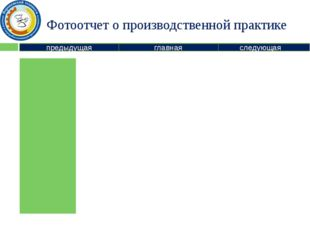 Фотоотчет о производственной практике
предыдущая главная следующая